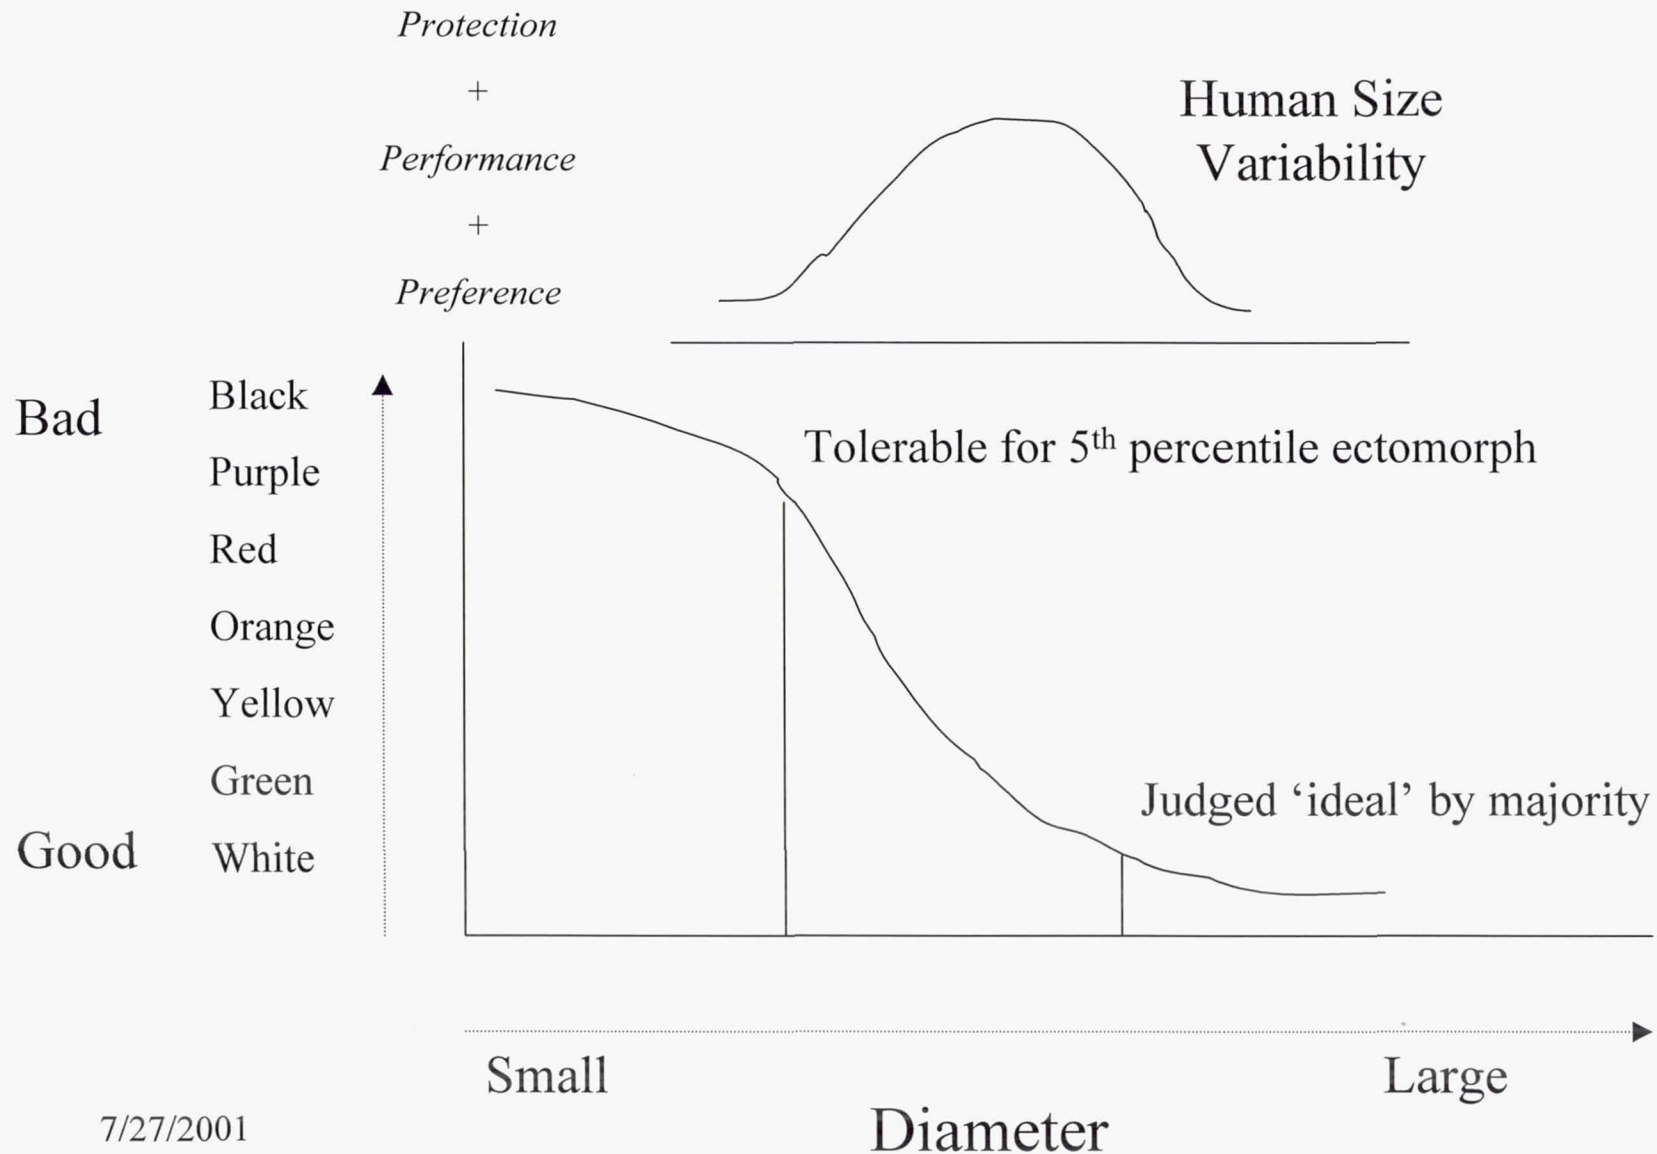 Protection
+
Performance
+
Preference
Human Size
Variability
Bad
Black
Purple
Red
Orange
Yellow
Green
Good
White
Tolerable for 5th percentile ectomorph
Judged ‘ideal’ by majority
Small
Large
Diameter
7/27/2001